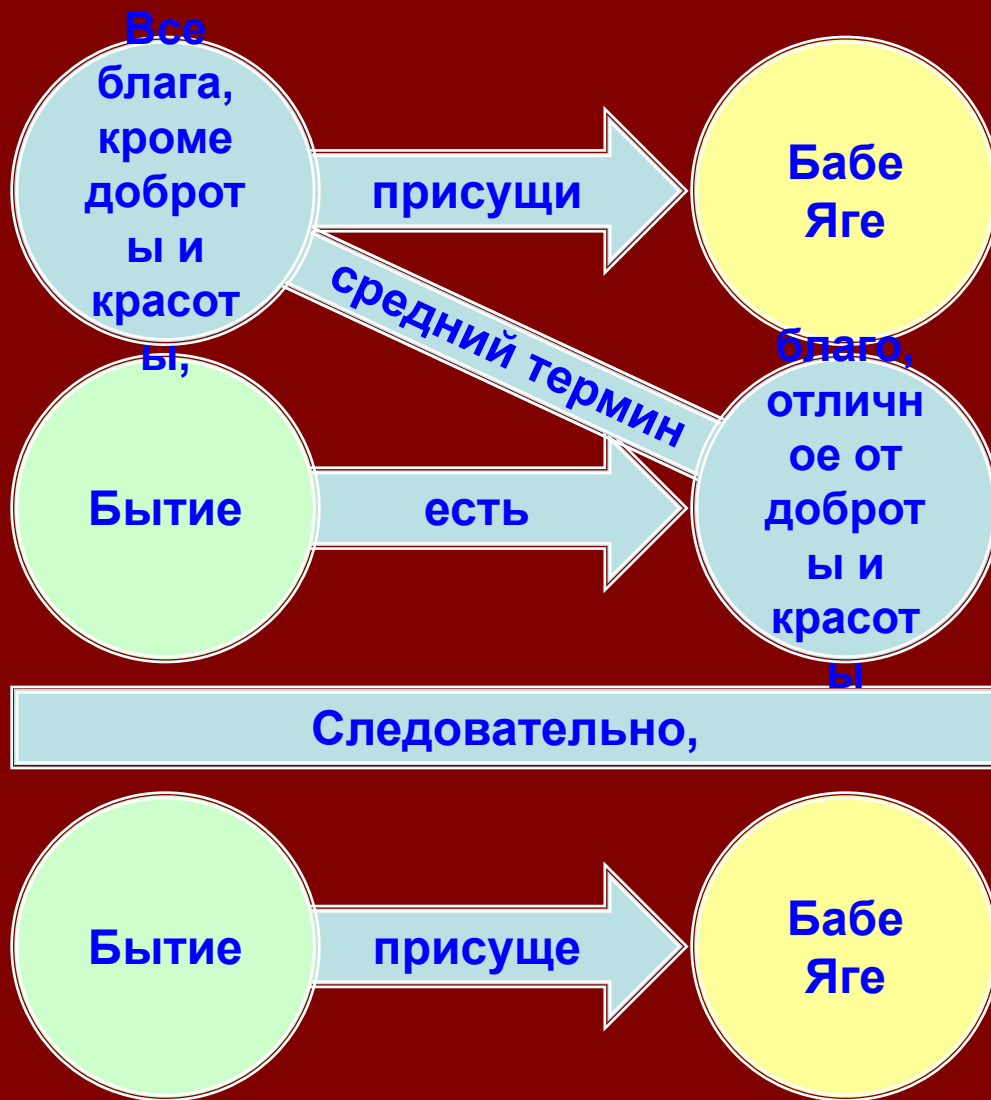 Все
блага,
кроме
доброт
ы и
красот
ы,
присущи
Бабе
Яге
средний термин
Бытие
есть
благо,
отличн
ое от
доброт
ы и
красот
ы
Следовательно,
Бытие
присуще
Бабе
Яге